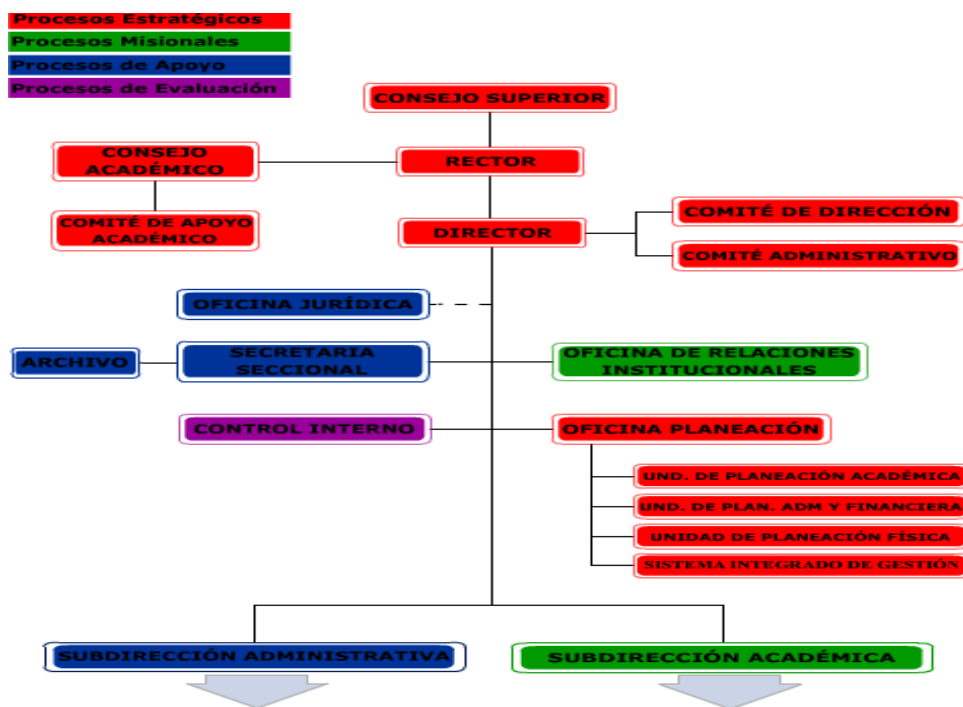 Procesos Estratégicos
Procesos Misionales
Procesos de Apoyo
Procesos de Evaluación
CONSEJO SUPERIOR
CONSEJO
ACADÉMICO
RECTOR
COMITÉ DE APOYO
ACADÉMICO
DIRECTOR
COMITÉ DE DIRECCIÓN
COMITÉ ADMINISTRATIVO
OFICINA JURÍDICA
ARCHIVO
SECRETARIA
SECCIONAL
OFICINA DE RELACIONES
INSTITUCIONALES
CONTROL INTERNO
OFICINA PLANEACIÓN
UND. DE PLANEACIÓN ACADÉMICA
UND. DE PLAN. ADM Y FINANCIERA
UNIDAD DE PLANEACIÓN FÍSICA
SISTEMA INTEGRADO DE GESTIÓN
SUBDIRECCIÓN ADMINISTRATIVA
SUBDIRECCIÓN ACADÉMICA